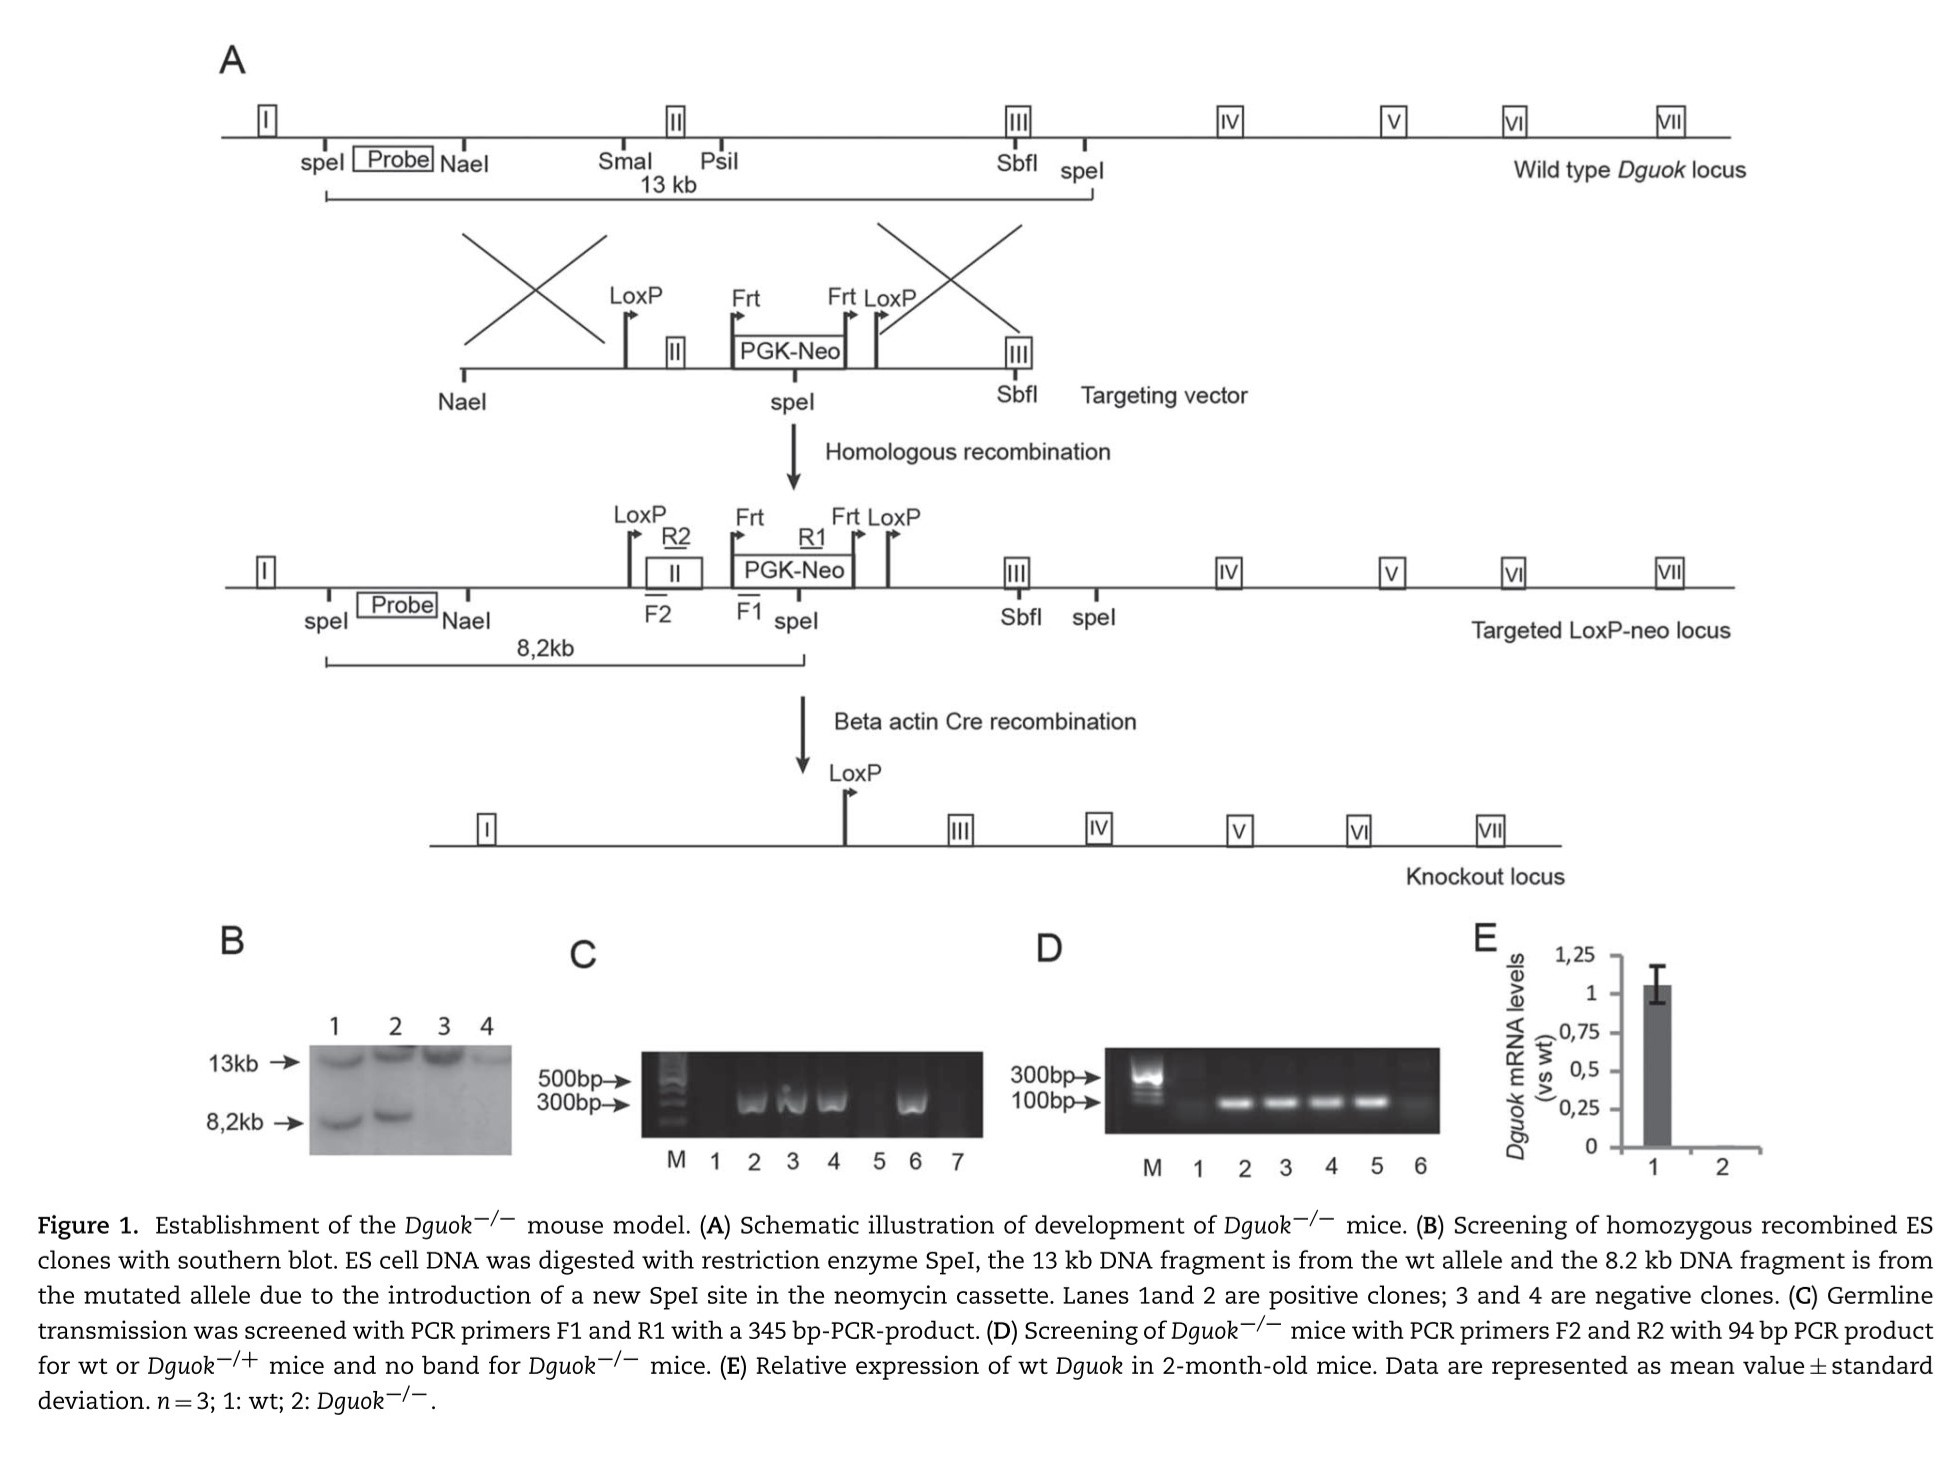 A
I II III IV V VI VII
speI Probe NaeI SmaI PsiI SbfI speI
Wild type Dguok locus
13 kb
LoxP Frt Frt LoxP
II PGK-Neo III
NaeI speI SbfI Targeting vector
Homologous recombination
LoxP Frt Frt LoxP
R2 R1
I II PGK-Neo III IV V VI VII
speI Probe NaeI F2 F1 speI SbfI speI
Targeted LoxP-neo locus
8,2kb
Beta actin Cre recombination
LoxP
I III IV V VI VII
Knockout locus
B
1 2 3 4
13kb
8,2kb
C
500bp
300bp
M 1 2 3 4 5 6 7
D
300bp
100bp
M 1 2 3 4 5 6
E
Dguok mRNA levels
(vs wt)
1,25
1
0,75
0,5
0,25
0
1 2
Figure 1. Establishment of the Dguok−/− mouse model. (A) Schematic illustration of development of Dguok−/− mice. (B) Screening of homozygous recombined ES
clones with southern blot. ES cell DNA was digested with restriction enzyme SpeI, the 13 kb DNA fragment is from the wt allele and the 8.2 kb DNA fragment is from
the mutated allele due to the introduction of a new SpeI site in the neomycin cassette. Lanes 1and 2 are positive clones; 3 and 4 are negative clones. (C) Germline
transmission was screened with PCR primers F1 and R1 with a 345 bp-PCR-product. (D) Screening of Dguok−/− mice with PCR primers F2 and R2 with 94 bp PCR product
for wt or Dguok−/+ mice and no band for Dguok−/− mice. (E) Relative expression of wt Dguok in 2-month-old mice. Data are represented as mean value ± standard
deviation. n = 3; 1: wt; 2: Dguok−/−.